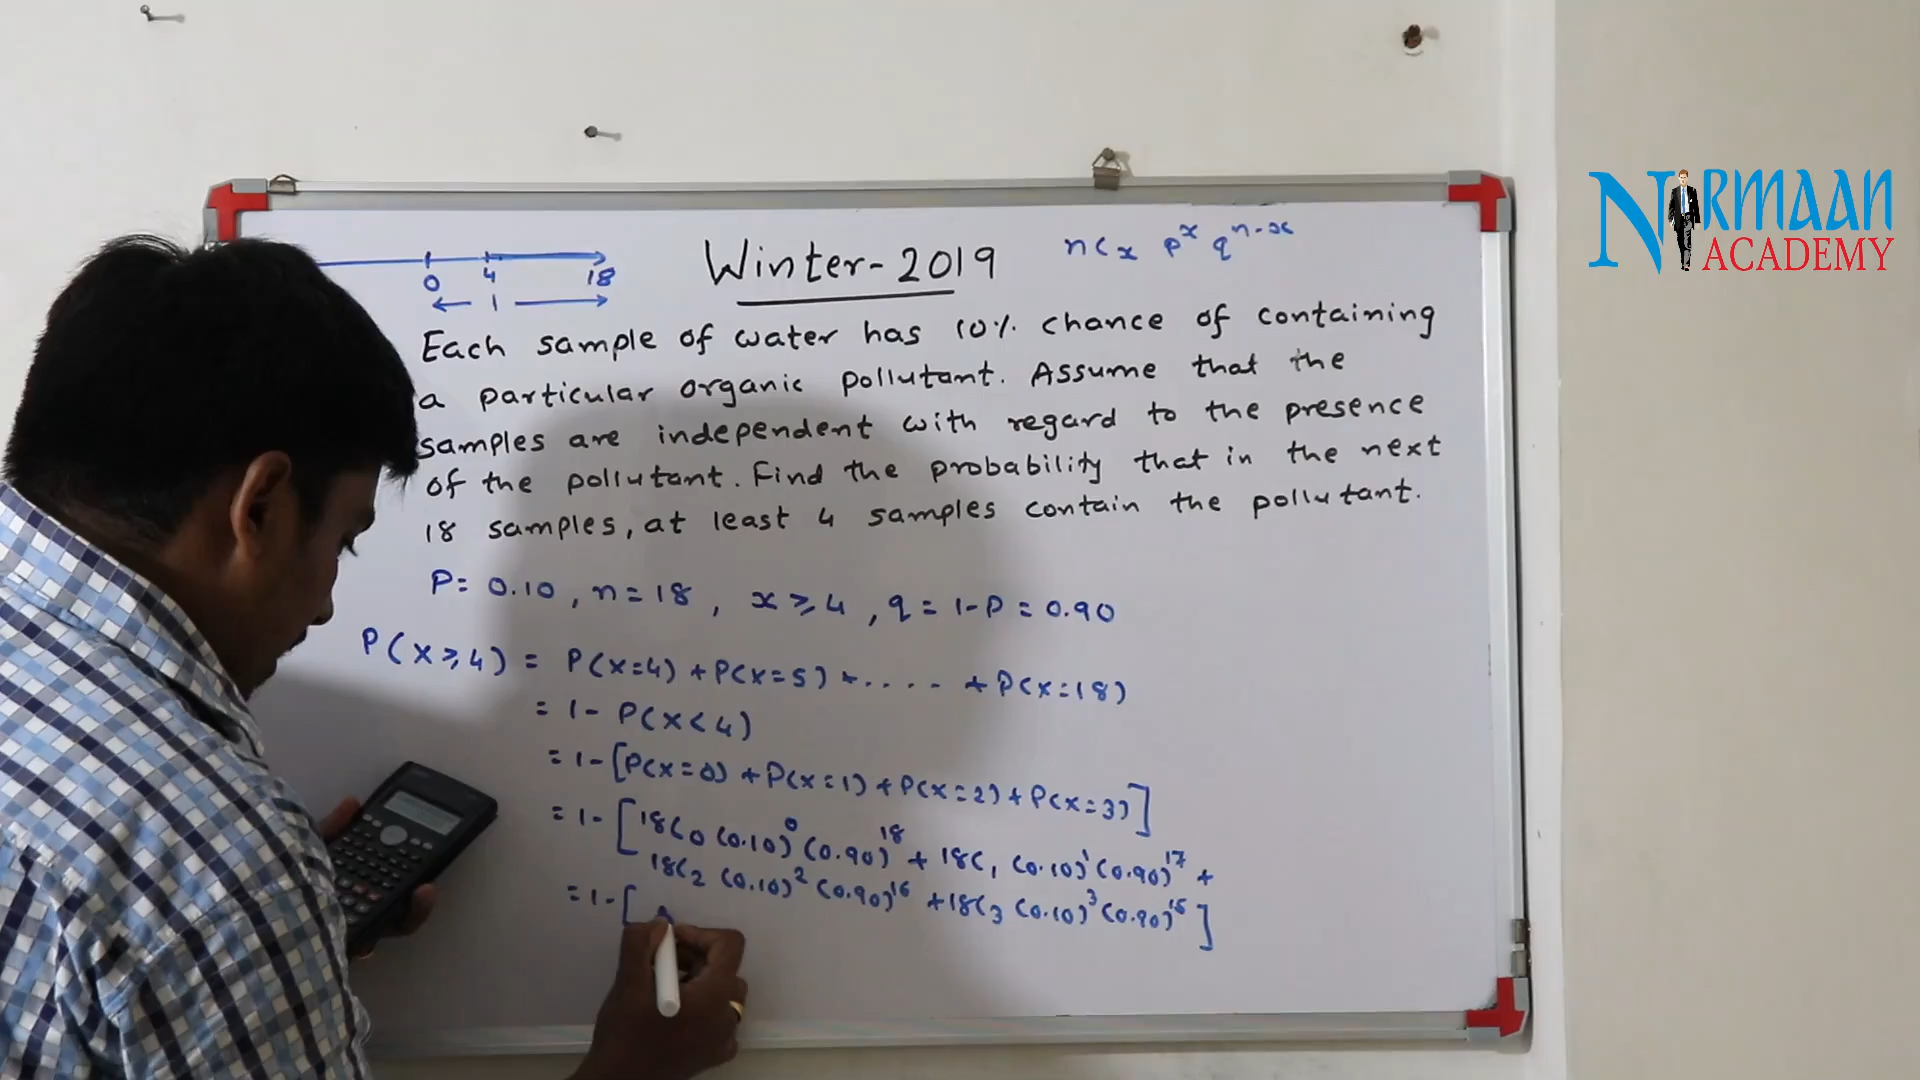 NIRMAAN
ACADEMY
Winter-2019
nCx p^x q^n-x
0 4 18
1
Each sample of water has 10% chance of containing
a particular organic pollutant. Assume that the
samples are independent with regard to the presence
of the pollutant. Find the probability that in the next
18 samples, at least 4 samples contain the pollutant.
P= 0.10, n=18, x≥4, q=1-P=0.90
P(X≥4) = P(X=4)+P(X=5)+.....+P(X=18)
=1-P(X<4)
=1-[P(X=0)+P(X=1)+P(X=2)+P(X=3)]
=1-[18C0 (0.10)^0 (0.90)^18 + 18C1 (0.10)^1 (0.90)^17 +
18C2 (0.10)^2 (0.90)^16 + 18C3 (0.10)^3 (0.90)^15]
=1-[